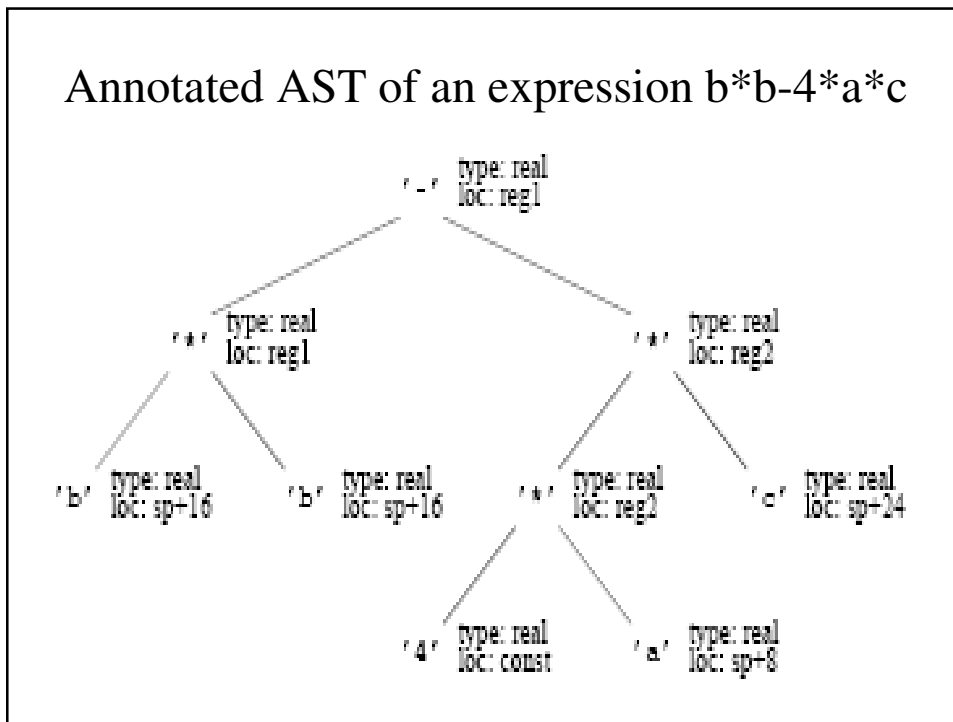 Annotated AST of an expression b*b-4*a*c
'-' type: real
loc: reg1
'*' type: real
loc: reg1
'*' type: real
loc: reg2
'b' type: real
loc: sp+16
'b' type: real
loc: sp+16
'*' type: real
loc: reg2
'c' type: real
loc: sp+24
'4' type: real
loc: const
'a' type: real
loc: sp+8